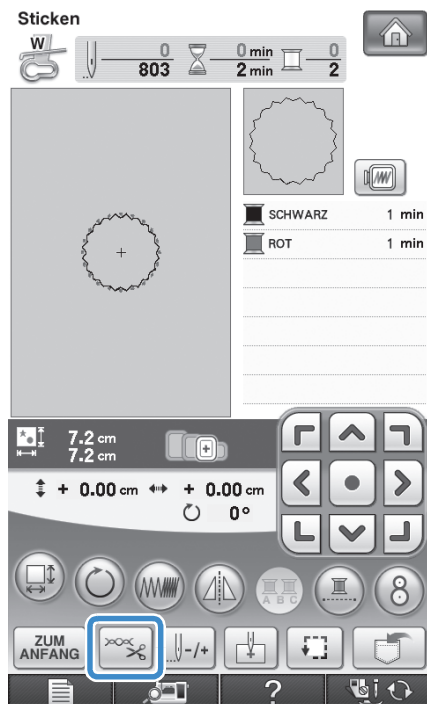 Sticken
W
0 0 min 0
803 2 min 2
SCHWARZ 1 min
ROT 1 min
7.2 cm
7.2 cm
+ 0.00 cm + 0.00 cm
0°
A B C
8
ZUM
ANFANG
-/+
?